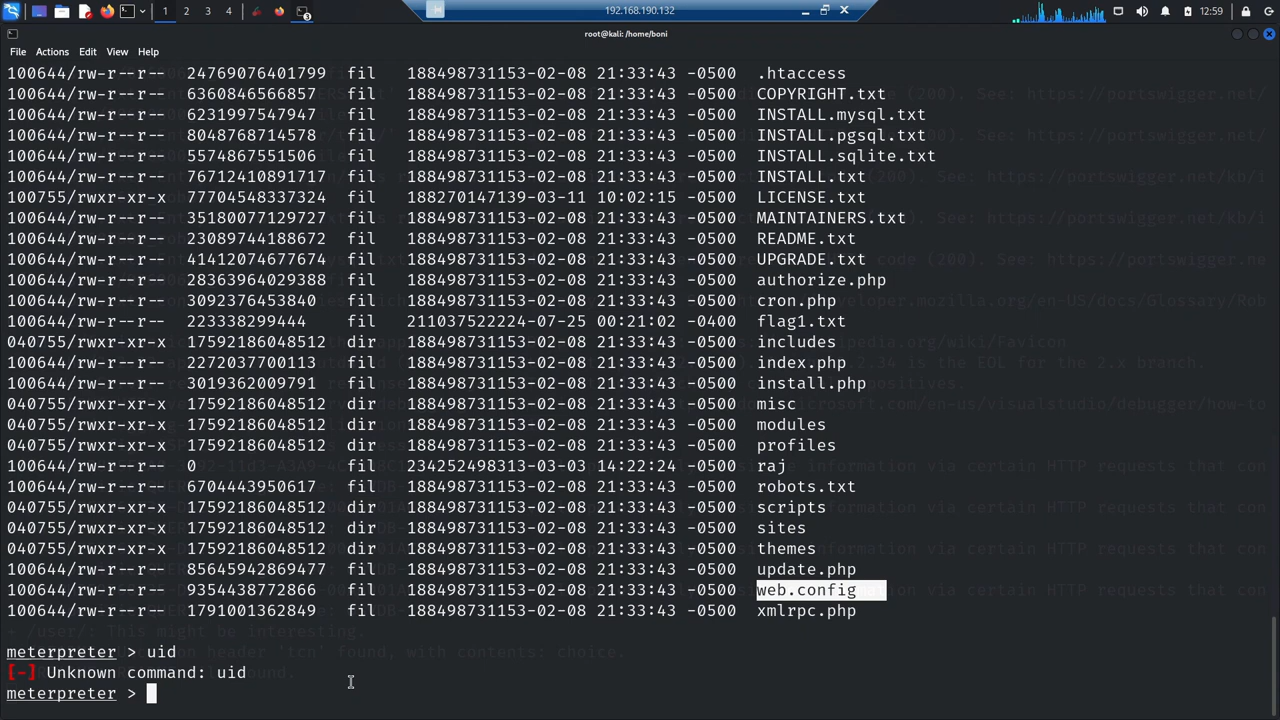 1 2 3 4 3 192.168.190.132 12:59
root@kali: /home/boni
File Actions Edit View Help
100644/rw-r--r-- 24769076401799 fil 188498731153-02-08 21:33:43 -0500 .htaccess
100644/rw-r--r-- 6360846566857 fil 188498731153-02-08 21:33:43 -0500 COPYRIGHT.txt
100644/rw-r--r-- 6231997547947 fil 188498731153-02-08 21:33:43 -0500 INSTALL.mysql.txt
100644/rw-r--r-- 8048768714578 fil 188498731153-02-08 21:33:43 -0500 INSTALL.pgsql.txt
100644/rw-r--r-- 5574867551506 fil 188498731153-02-08 21:33:43 -0500 INSTALL.sqlite.txt
100644/rw-r--r-- 76712410891717 fil 188498731153-02-08 21:33:43 -0500 INSTALL.txt
100755/rwxr-xr-x 77704548337324 fil 188270147139-03-11 10:02:15 -0500 LICENSE.txt
100644/rw-r--r-- 35180077129727 fil 188498731153-02-08 21:33:43 -0500 MAINTAINERS.txt
100644/rw-r--r-- 23089744188672 fil 188498731153-02-08 21:33:43 -0500 README.txt
100644/rw-r--r-- 41412074677674 fil 188498731153-02-08 21:33:43 -0500 UPGRADE.txt
100644/rw-r--r-- 28363964029388 fil 188498731153-02-08 21:33:43 -0500 authorize.php
100644/rw-r--r-- 3092376453840 fil 188498731153-02-08 21:33:43 -0500 cron.php
100644/rw-r--r-- 223338299444 fil 211037522224-07-25 00:21:02 -0400 flag1.txt
040755/rwxr-xr-x 17592186048512 dir 188498731153-02-08 21:33:43 -0500 includes
100644/rw-r--r-- 2272037700113 fil 188498731153-02-08 21:33:43 -0500 index.php
100644/rw-r--r-- 3019362009791 fil 188498731153-02-08 21:33:43 -0500 install.php
040755/rwxr-xr-x 17592186048512 dir 188498731153-02-08 21:33:43 -0500 misc
040755/rwxr-xr-x 17592186048512 dir 188498731153-02-08 21:33:43 -0500 modules
040755/rwxr-xr-x 17592186048512 dir 188498731153-02-08 21:33:43 -0500 profiles
100644/rw-r--r-- 0 fil 234252498313-03-03 14:22:24 -0500 raj
100644/rw-r--r-- 6704443950617 fil 188498731153-02-08 21:33:43 -0500 robots.txt
040755/rwxr-xr-x 17592186048512 dir 188498731153-02-08 21:33:43 -0500 scripts
040755/rwxr-xr-x 17592186048512 dir 188498731153-02-08 21:33:43 -0500 sites
040755/rwxr-xr-x 17592186048512 dir 188498731153-02-08 21:33:43 -0500 themes
100644/rw-r--r-- 85645942869477 fil 188498731153-02-08 21:33:43 -0500 update.php
100644/rw-r--r-- 9354438772866 fil 188498731153-02-08 21:33:43 -0500 web.config
100644/rw-r--r-- 1791001362849 fil 188498731153-02-08 21:33:43 -0500 xmlrpc.php
meterpreter > uid
[-] Unknown command: uid
meterpreter >